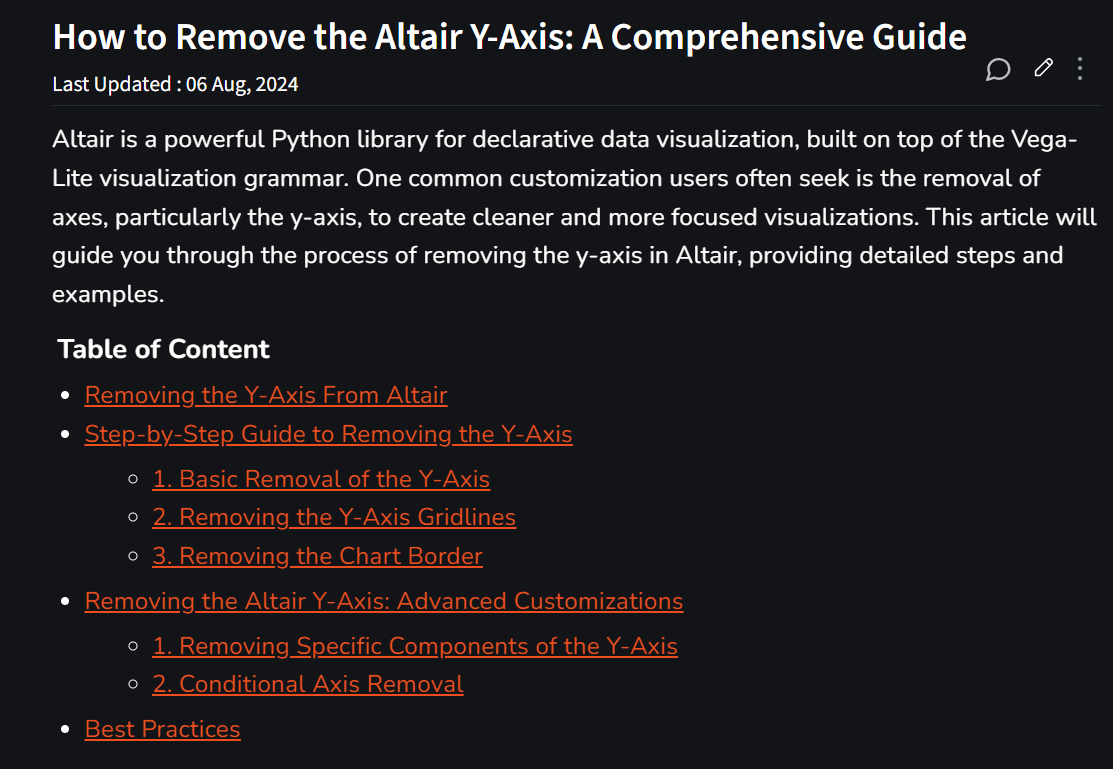 How to Remove the Altair Y-Axis: A Comprehensive Guide
Last Updated : 06 Aug, 2024
Altair is a powerful Python library for declarative data visualization, built on top of the Vega-
Lite visualization grammar. One common customization users often seek is the removal of
axes, particularly the y-axis, to create cleaner and more focused visualizations. This article will
guide you through the process of removing the y-axis in Altair, providing detailed steps and
examples.
Table of Content
Removing the Y-Axis From Altair
Step-by-Step Guide to Removing the Y-Axis
1. Basic Removal of the Y-Axis
2. Removing the Y-Axis Gridlines
3. Removing the Chart Border
Removing the Altair Y-Axis: Advanced Customizations
1. Removing Specific Components of the Y-Axis
2. Conditional Axis Removal
Best Practices